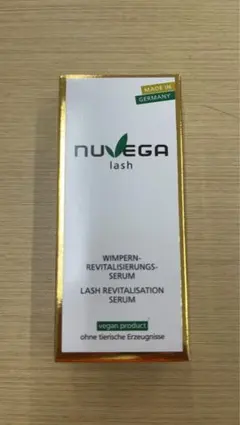 MADE IN
GERMANY
NUVEGA
lash
WIMPERN-
REVITALISIERUNGS-
SERUM
LASH REVITALISATION
SERUM
vegan product
ohne tierische Erzeugnisse